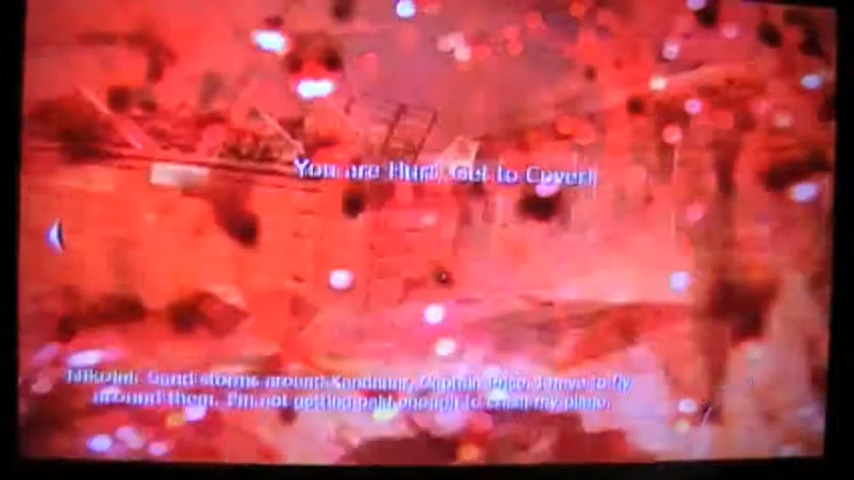 You are Hurt. Get to Cover!
Nikolai: Sand storms around Kandahar, Captain Price. I have to fly
around them. I'm not getting paid enough to crash my plane.